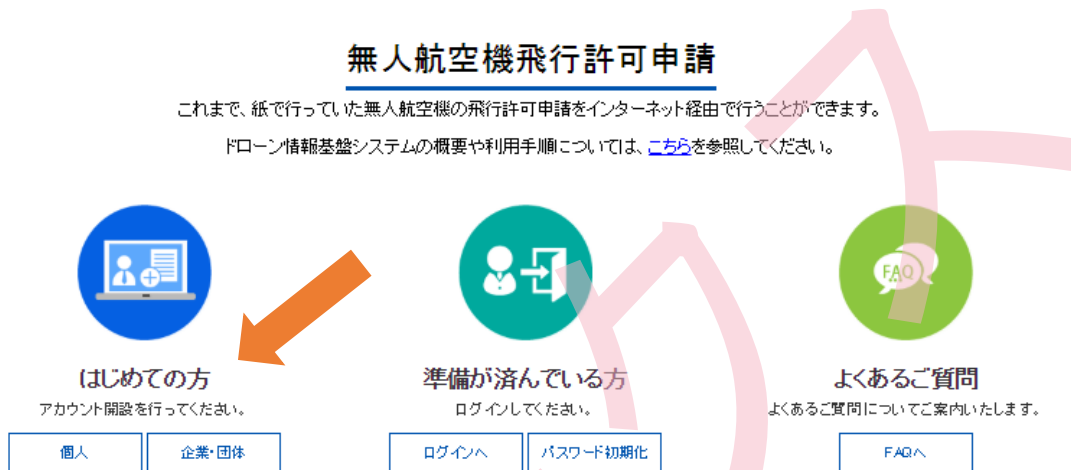 無人航空機飛行許可申請
これまで、紙で行っていた無人航空機の飛行許可申請をインターネット経由で行うことができます。
ドローン情報基盤システムの概要や利用手順については、こちらを参照してください。
FAQ
はじめての方
アカウント開設を行ってください。
個人
企業・団体
準備が済んでいる方
ログインしてください。
ログインへ
パスワード初期化
よくあるご質問
よくあるご質問についてご案内いたします。
FAQへ